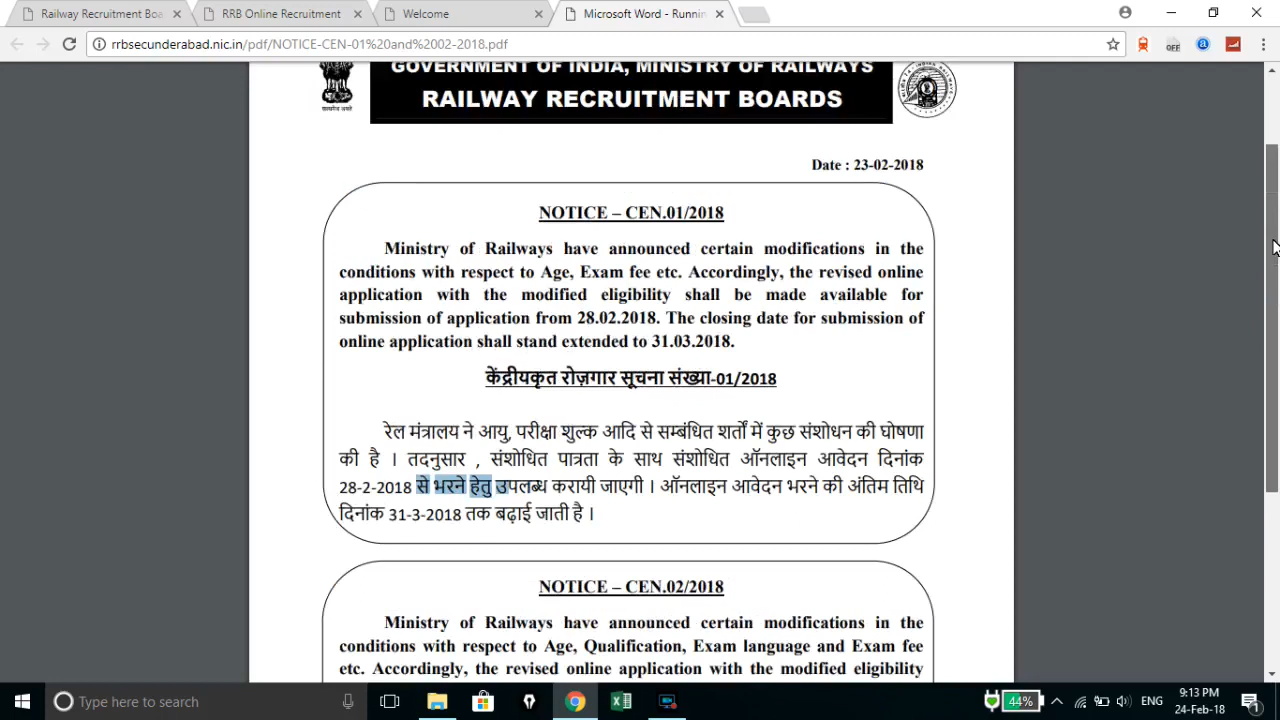 Railway Recruitment Boa
RRB Online Recruitment
Welcome
Microsoft Word - Runnin
rrbsecunderabad.nic.in/pdf/NOTICE-CEN-01%20and%2002-2018.pdf
OFF
a
GOVERNMENT OF INDIA, MINISTRY OF RAILWAYS
RAILWAY RECRUITMENT BOARDS
Date : 23-02-2018
NOTICE – CEN.01/2018
Ministry of Railways have announced certain modifications in the
conditions with respect to Age, Exam fee etc. Accordingly, the revised online
application with the modified eligibility shall be made available for
submission of application from 28.02.2018. The closing date for submission of
online application shall stand extended to 31.03.2018.
केंद्रीयकृत रोज़गार सूचना संख्या-01/2018
रेल मंत्रालय ने आयु, परीक्षा शुल्क आदि से सम्बंधित शर्तों में कुछ संशोधन की घोषणा
की है । तदनुसार , संशोधित पात्रता के साथ संशोधित ऑनलाइन आवेदन दिनांक
28-2-2018 से भरने हेतु उपलब्ध करायी जाएगी । ऑनलाइन आवेदन भरने की अंतिम तिथि
दिनांक 31-3-2018 तक बढ़ाई जाती है ।
NOTICE – CEN.02/2018
Ministry of Railways have announced certain modifications in the
conditions with respect to Age, Qualification, Exam language and Exam fee
etc. Accordingly, the revised online application with the modified eligibility
Type here to search
44%
ENG
9:13 PM
24-Feb-18
1